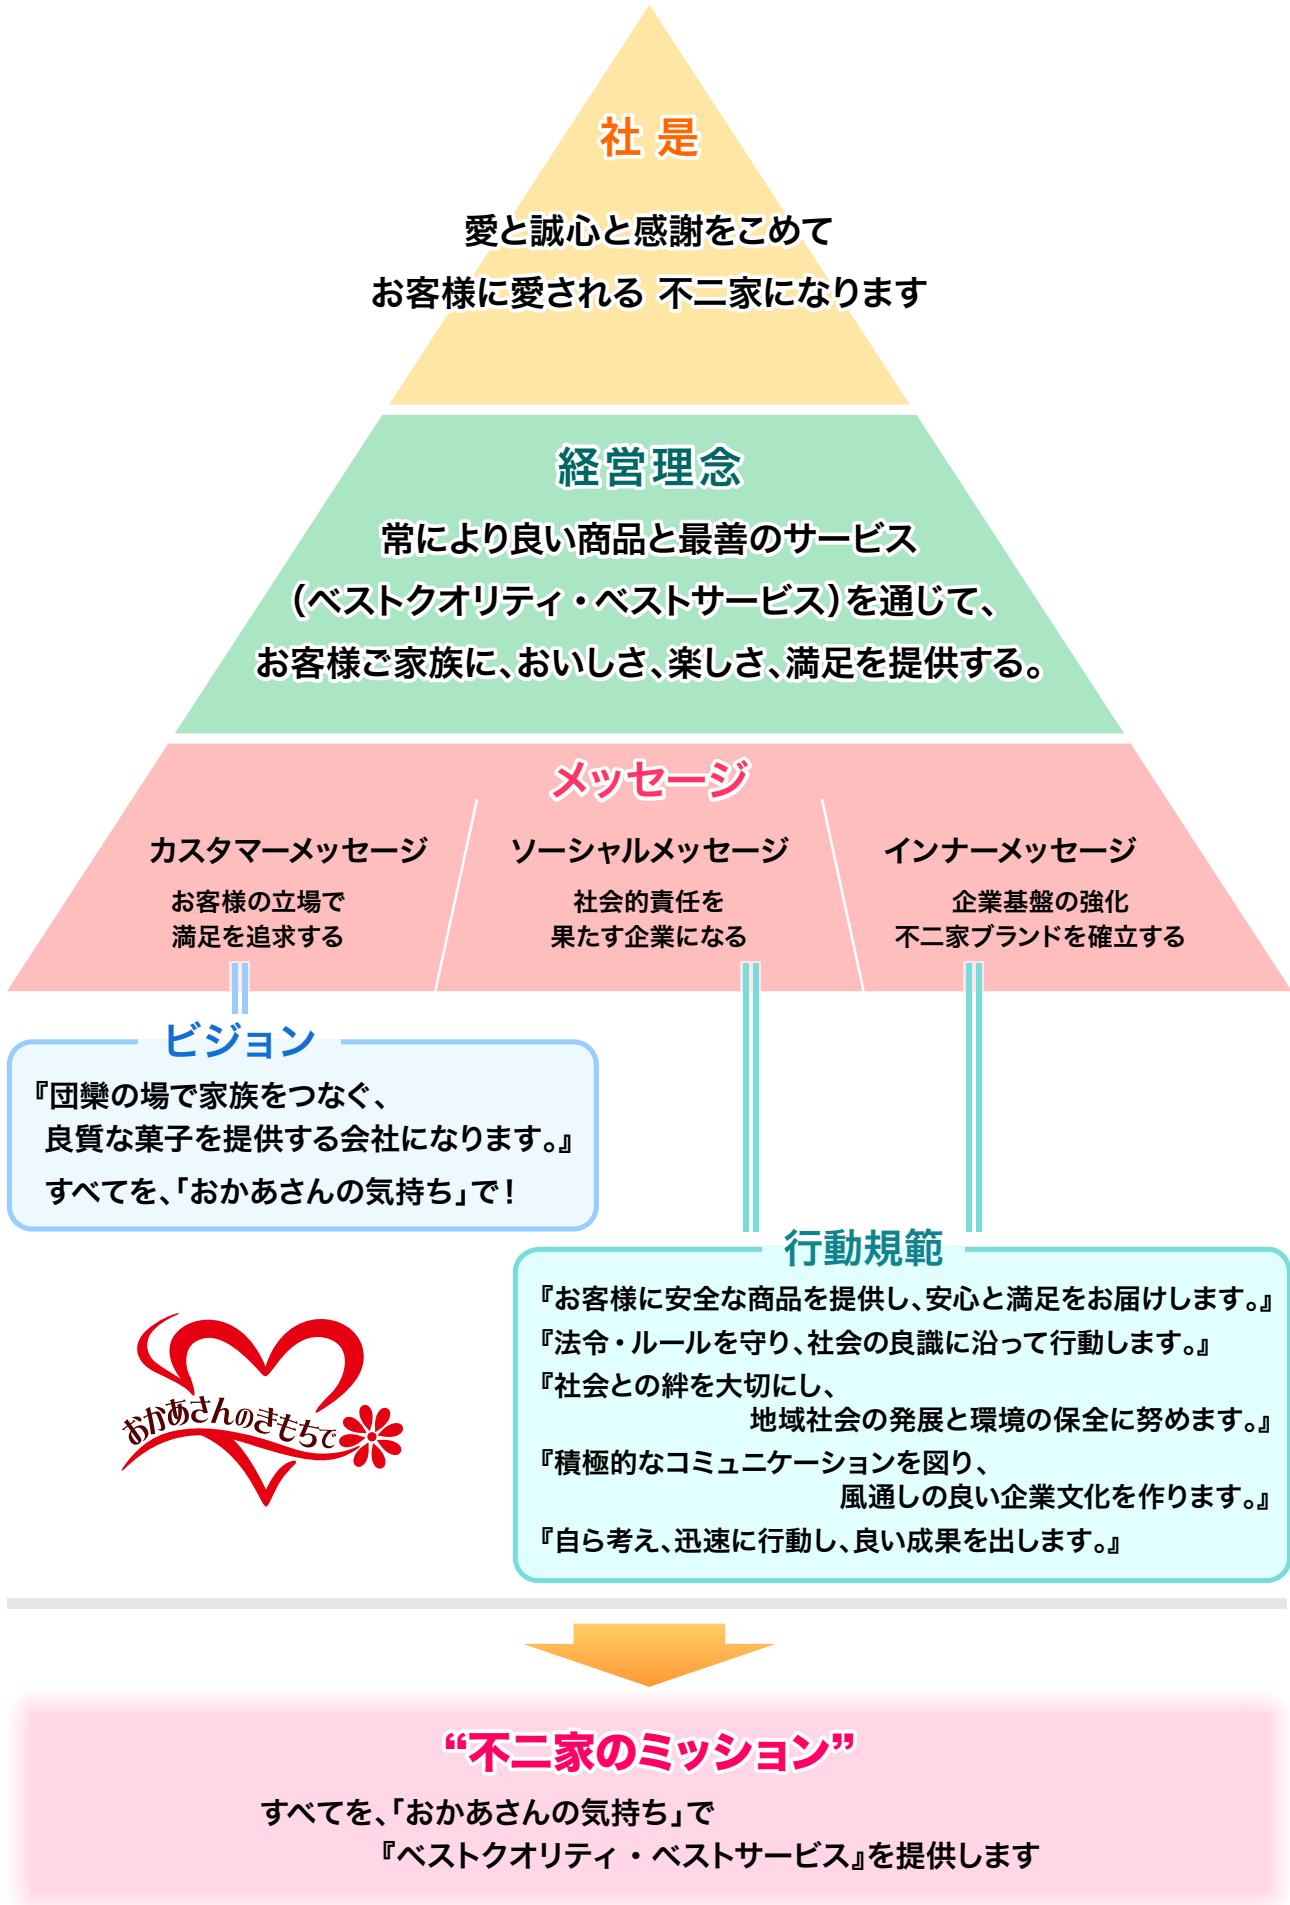 社是
愛と誠心と感謝をこめて
お客様に愛される 不二家になります
経営理念
常により良い商品と最善のサービス
（ベストクオリティ・ベストサービス）を通じて、
お客様ご家族に、おいしさ、楽しさ、満足を提供する。
メッセージ
カスタマーメッセージ
お客様の立場で
満足を追求する
ソーシャルメッセージ
社会的責任を
果たす企業になる
インナーメッセージ
企業基盤の強化
不二家ブランドを確立する
ビジョン
『団欒の場で家族をつなぐ、
良質な菓子を提供する会社になります。』
すべてを、「おかあさんの気持ち」で！
おかあさんのきもちで
行動規範
『お客様に安全な商品を提供し、安心と満足をお届けします。』
『法令・ルールを守り、社会の良識に沿って行動します。』
『社会との絆を大切にし、
地域社会の発展と環境の保全に努めます。』
『積極的なコミュニケーションを図り、
風通しの良い企業文化を作ります。』
『自ら考え、迅速に行動し、良い成果を出します。』
“不二家のミッション”
すべてを、「おかあさんの気持ち」で
『ベストクオリティ・ベストサービス』を提供します